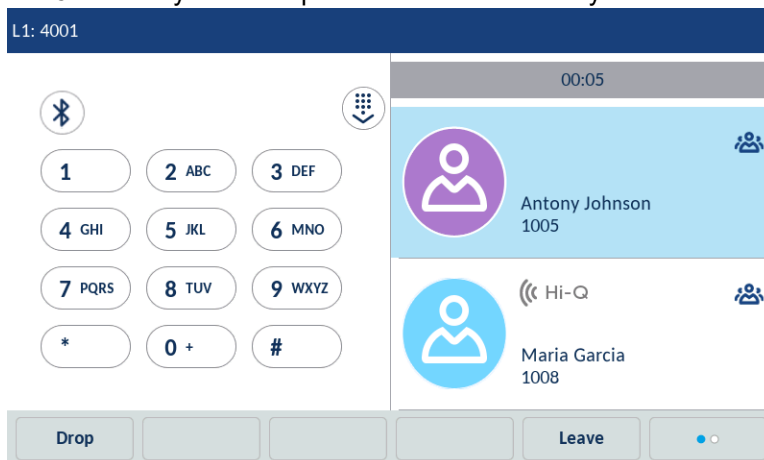 L1: 4001
00:05
1
2 ABC
3 DEF
4 GHI
5 JKL
6 MNO
7 PQRS
8 TUV
9 WXYZ
*
0 +
#
Antony Johnson
1005
Hi-Q
Maria Garcia
1008
Drop
Leave